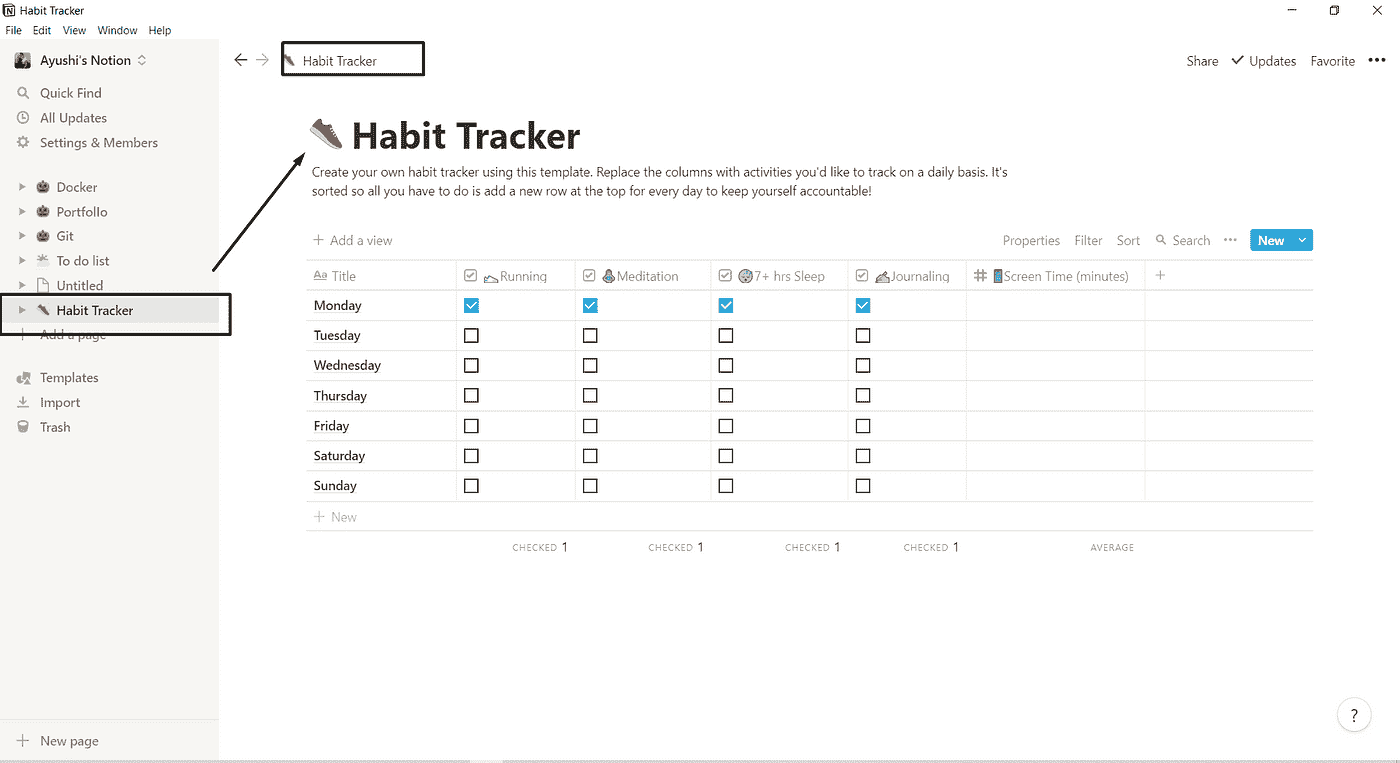 Habit Tracker
File Edit View Window Help
Ayushi's Notion
Habit Tracker
Share Updates Favorite
Quick Find
All Updates
Settings & Members
Docker
Portfolio
Git
To do list
Untitled
Habit Tracker
Add a page
Templates
Import
Trash
New page
Habit Tracker
Create your own habit tracker using this template. Replace the columns with activities you'd like to track on a daily basis. It's
sorted so all you have to do is add a new row at the top for every day to keep yourself accountable!
+ Add a view Properties Filter Sort Search ••• New
Aa Title Running Meditation 7+ hrs Sleep Journaling # Screen Time (minutes) +
Monday
Tuesday
Wednesday
Thursday
Friday
Saturday
Sunday
+ New
CHECKED 1 CHECKED 1 CHECKED 1 CHECKED 1 AVERAGE
?